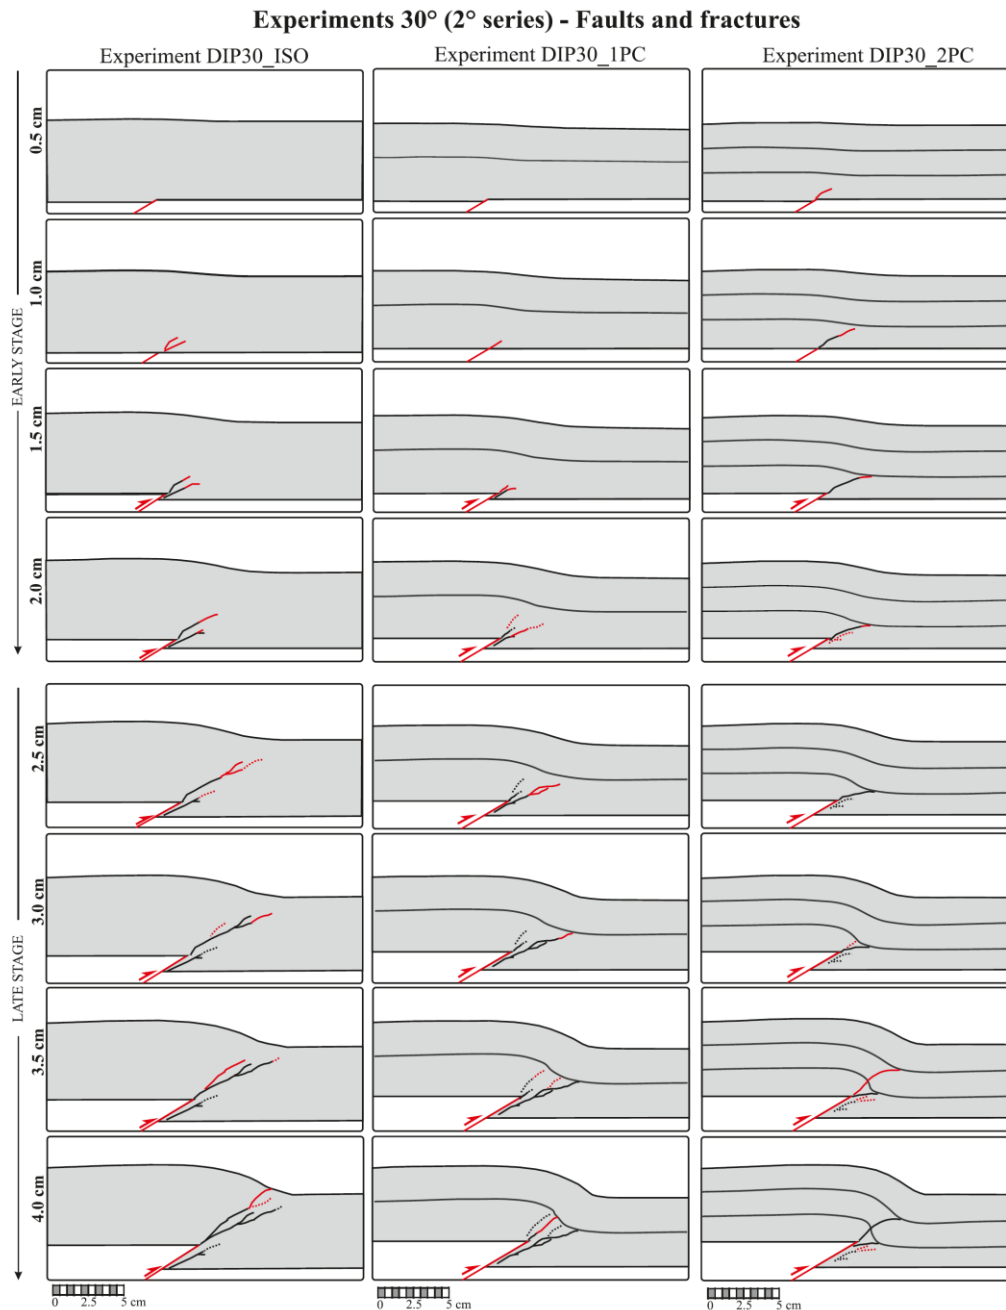 Experiments 30° (2° series) - Faults and fractures
Experiment DIP30_ISO
Experiment DIP30_1PC
Experiment DIP30_2PC
EARLY STAGE
0.5 cm
1.0 cm
1.5 cm
2.0 cm
LATE STAGE
2.5 cm
3.0 cm
3.5 cm
4.0 cm
0 2.5 5 cm
0 2.5 5 cm
0 2.5 5 cm